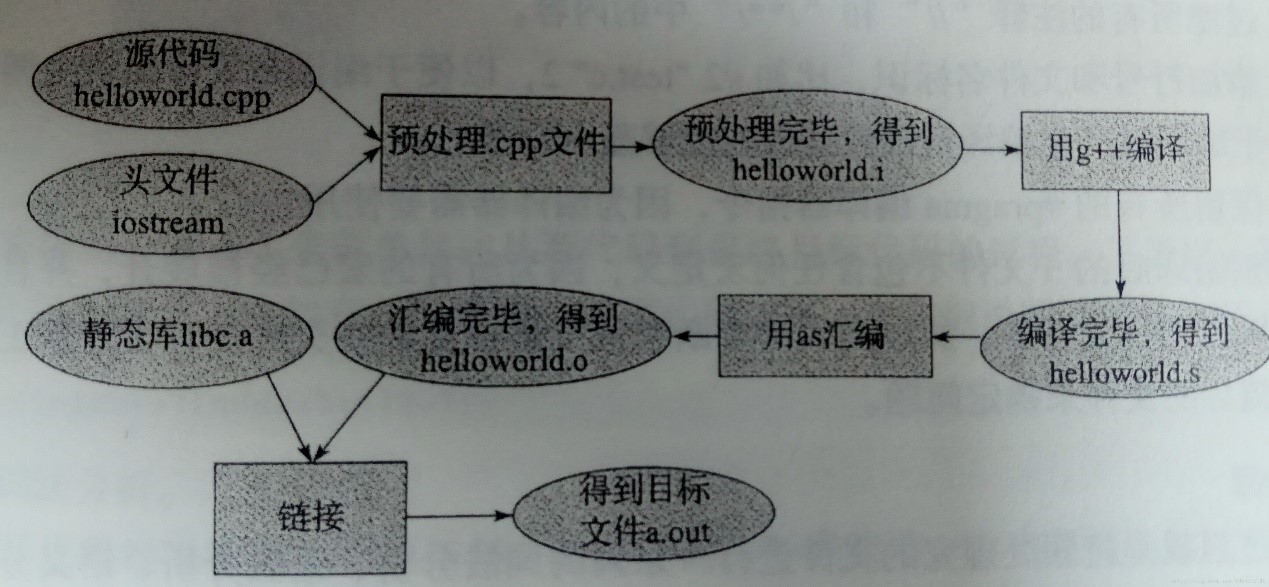 源代码
helloworld.cpp
头文件
iostream
预处理.cpp文件
预处理完毕，得到
helloworld.i
用g++编译
编译完毕，得到
helloworld.s
用as汇编
汇编完毕，得到
helloworld.o
静态库libc.a
链接
得到目标
文件a.out